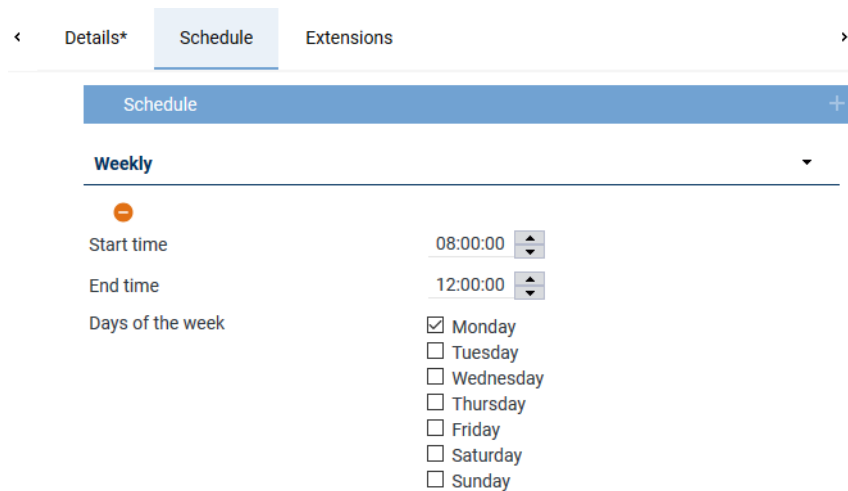 Details* Schedule Extensions
Schedule
Weekly
Start time 08:00:00
End time 12:00:00
Days of the week Monday
Tuesday
Wednesday
Thursday
Friday
Saturday
Sunday